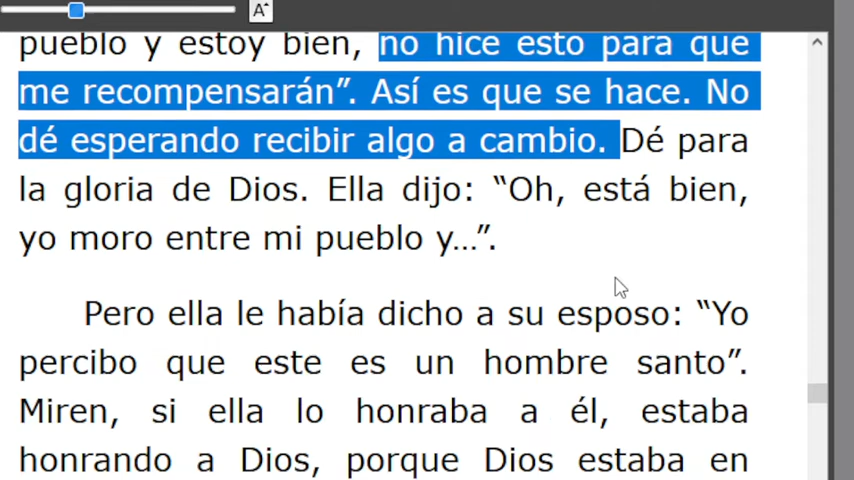 A
pueblo y estoy bien, no hice esto para que
me recompensarán”. Así es que se hace. No
dé esperando recibir algo a cambio. Dé para
la gloria de Dios. Ella dijo: “Oh, está bien,
yo moro entre mi pueblo y…”.
Pero ella le había dicho a su esposo: “Yo
percibo que este es un hombre santo”.
Miren, si ella lo honraba a él, estaba
honrando a Dios, porque Dios estaba en